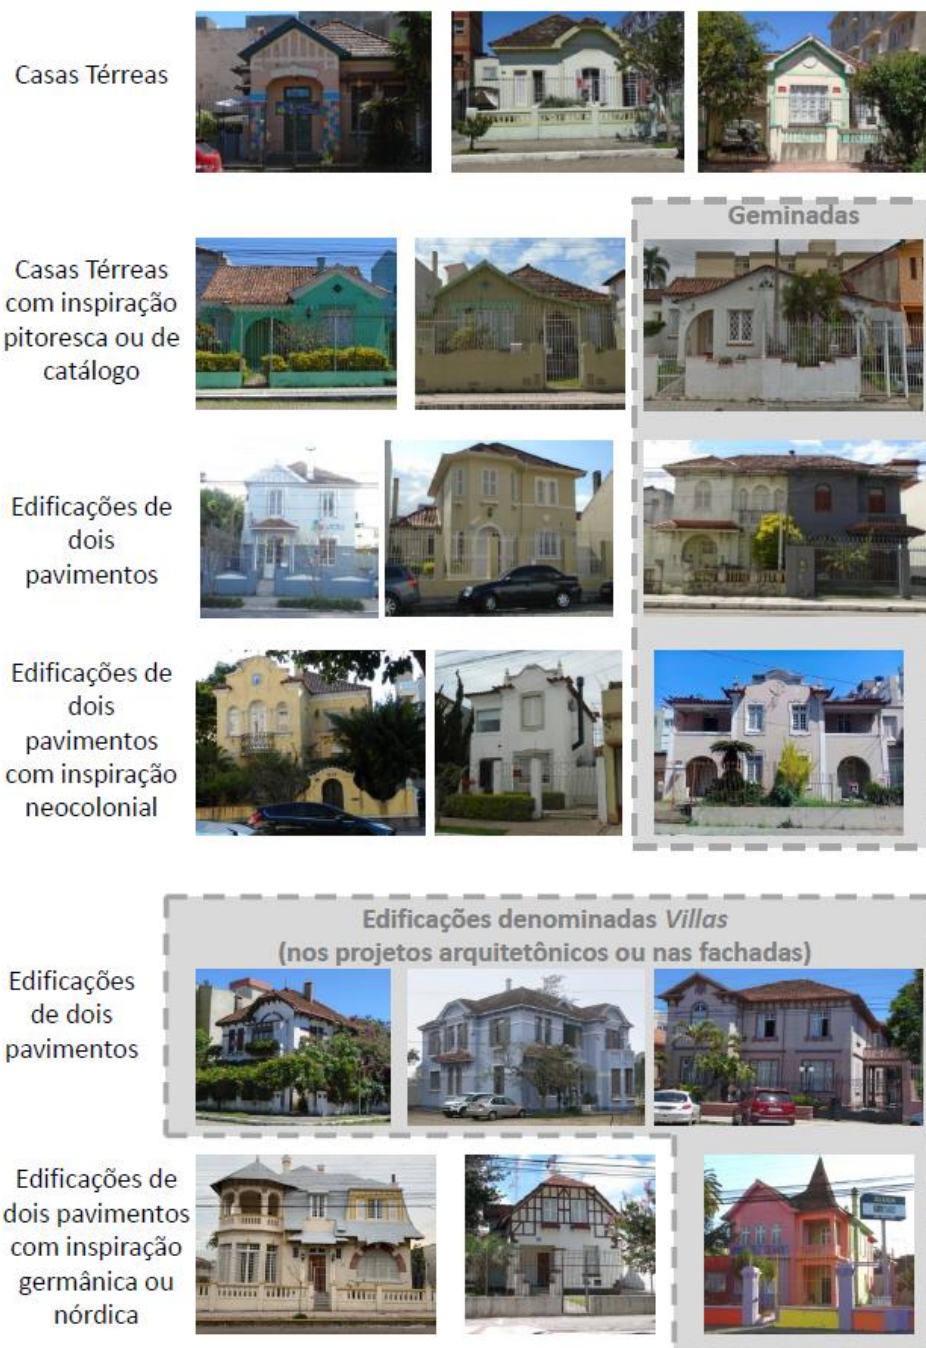 Casas Térreas
Geminadas
Casas Térreas
com inspiração
pitoresca ou de
catálogo
Edificações de
dois
pavimentos
Edificações de
dois
pavimentos
com inspiração
neocolonial
Edificações denominadas Villas
(nos projetos arquitetônicos ou nas fachadas)
Edificações
de dois
pavimentos
Edificações de
dois pavimentos
com inspiração
germânica ou
nórdica